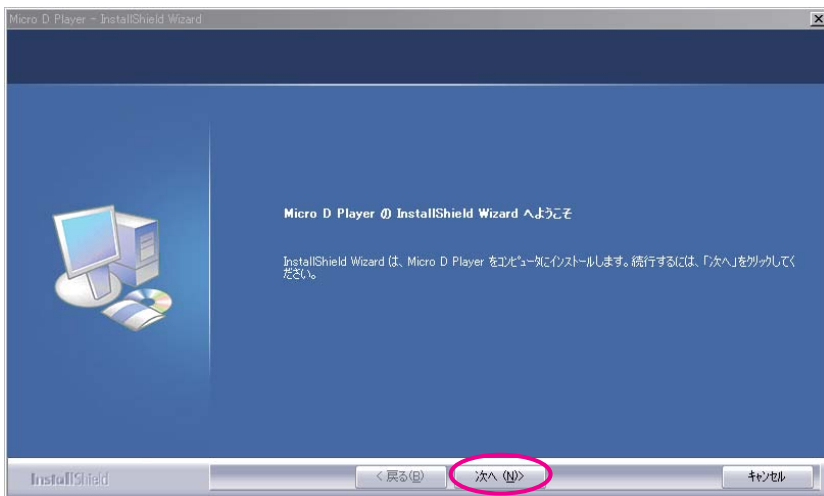 Micro D Player - InstallShield Wizard
Micro D Player の InstallShield Wizard へようこそ
InstallShield Wizard は、Micro D Player をｺﾝﾋﾟｭｰﾀにインストールします。続行するには、「次へ」をｸﾘｯｸしてく
ださい。
InstallShield
< 戻る(B)
次へ (N)>
ｷｬﾝｾﾙ